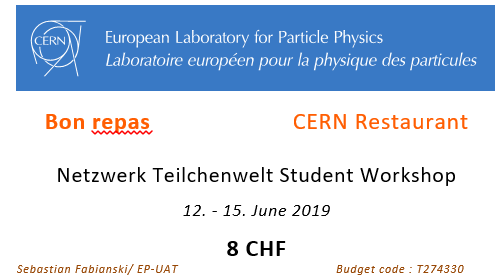 CERN
European Laboratory for Particle Physics
Laboratoire européen pour la physique des particules
Bon repas CERN Restaurant
Netzwerk Teilchenwelt Student Workshop
12. - 15. June 2019
8 CHF
Sebastian Fabianski/ EP-UAT Budget code : T274330